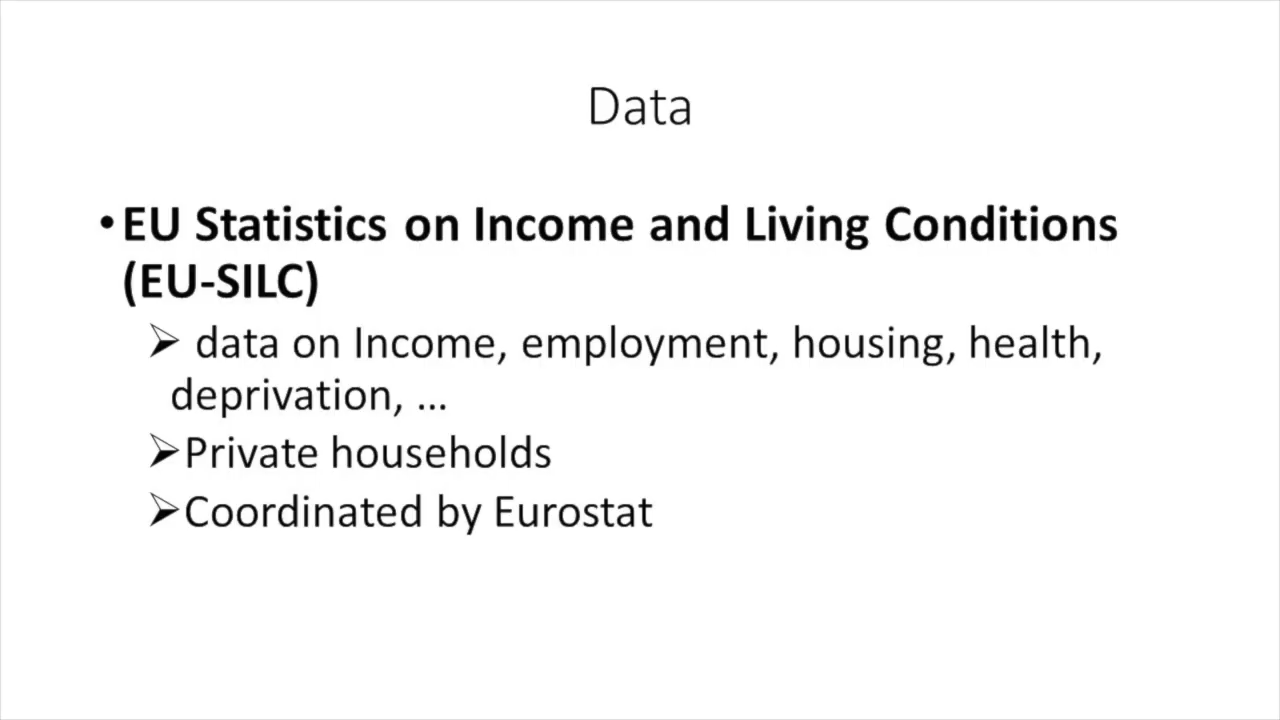 Data
•EU Statistics on Income and Living Conditions
(EU-SILC)
➢ data on Income, employment, housing, health,
deprivation, ...
➢Private households
➢Coordinated by Eurostat